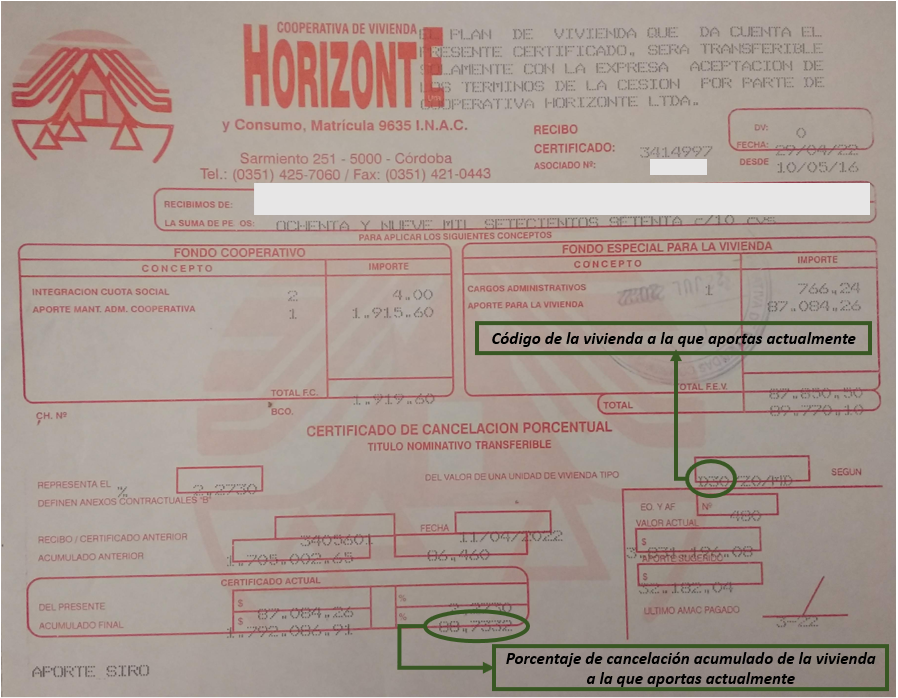 COOPERATIVA DE VIVIENDA
HORIZONTE
LTDA.
y Consumo, Matrícula 9635 I.N.A.C.
Sarmiento 251 - 5000 - Córdoba
Tel.: (0351) 425-7060 / Fax: (0351) 421-0443
EL PLAN DE VIVIENDA QUE DA CUENTA EL
PRESENTE CERTIFICADO, SERA TRANSFERIBLE
SOLAMENTE CON LA EXPRESA ACEPTACION DE
LOS TERMINOS DE LA CESION POR PARTE DE
COOPERATIVA HORIZONTE LTDA.
RECIBO
CERTIFICADO: 3414997
ASOCIADO Nº:
DV: 0
FECHA: 29/04/22
DESDE 10/05/16
RECIBIMOS DE:
LA SUMA DE PE OS: OCHENTA Y NUEVE MIL SETECIENTOS SETENTA c/10 cvs
PARA APLICAR LOS SIGUIENTES CONCEPTOS
FONDO COOPERATIVO
CONCEPTO IMPORTE
INTEGRACION CUOTA SOCIAL 2 4.00
APORTE MANT. ADM. COOPERATIVA 1 1.915.60
TOTAL F.C. 1.919.60
FONDO ESPECIAL PARA LA VIVIENDA
CONCEPTO IMPORTE
CARGOS ADMINISTRATIVOS 1 766.24
APORTE PARA LA VIVIENDA 87.084.26
JUL 2022
Código de la vivienda a la que aportas actualmente
TOTAL F.E.V. 87.850.50
TOTAL 89.770.10
CH. Nº
BCO.
CERTIFICADO DE CANCELACION PORCENTUAL
TITULO NOMINATIVO TRANSFERIBLE
REPRESENTA EL % 2,2730 DEL VALOR DE UNA UNIDAD DE VIVIENDA TIPO D30/Z0/MD SEGUN
DEFINEN ANEXOS CONTRACTUALES "B"
EO. Y AF Nº 480
RECIBO / CERTIFICADO ANTERIOR 3405601 FECHA 11/04/2022
ACUMULADO ANTERIOR 1.705.002.65 86.460
VALOR ACTUAL
$ 3.831.196.08
APORTE SUGERIDO
$ 32.182.04
ULTIMO AMAC PAGADO 3-22
CERTIFICADO ACTUAL
DEL PRESENTE $ 87.084.26 % 2,2730
ACUMULADO FINAL $ 1.792.086.91 % 88,7332
Porcentaje de cancelación acumulado de la vivienda
a la que aportas actualmente
APORTE SIRO